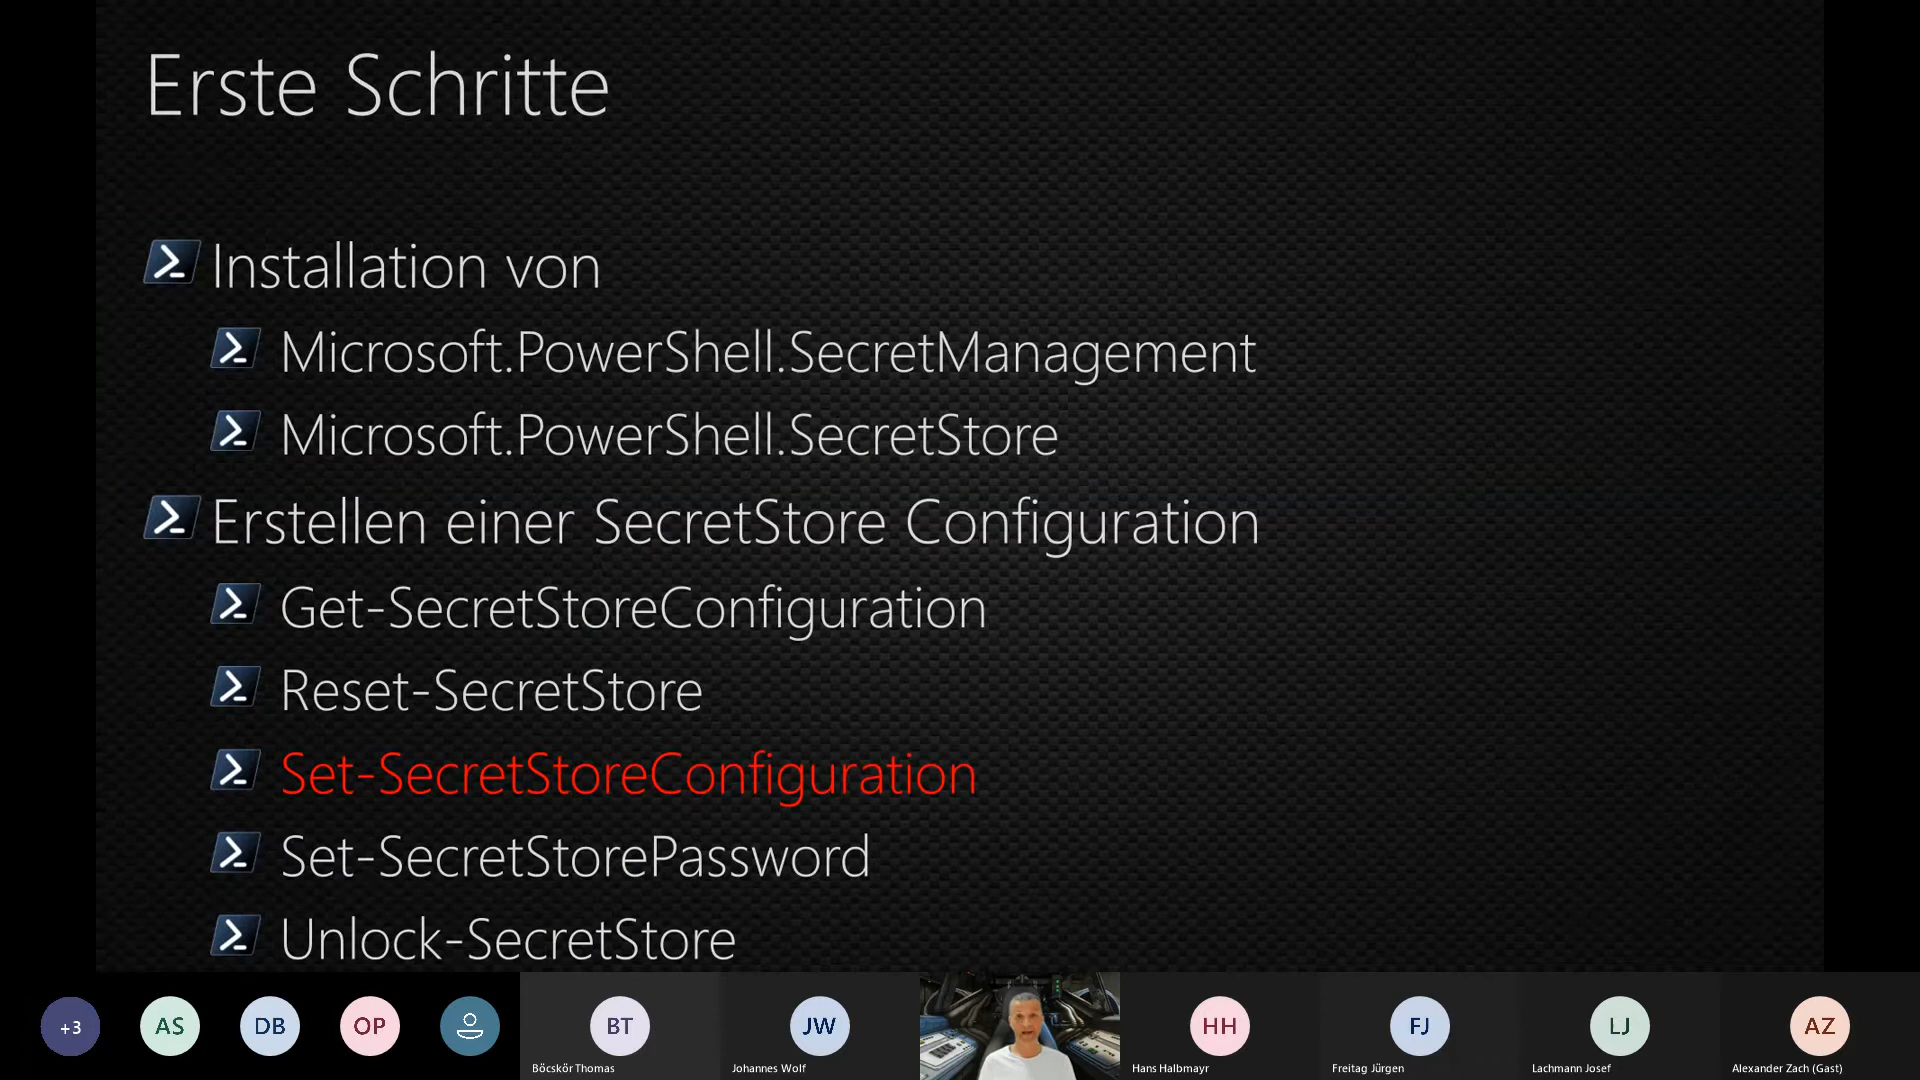 Erste Schritte
Installation von
Microsoft.PowerShell.SecretManagement
Microsoft.PowerShell.SecretStore
Erstellen einer SecretStore Configuration
Get-SecretStoreConfiguration
Reset-SecretStore
Set-SecretStoreConfiguration
Set-SecretStorePassword
Unlock-SecretStore
+3 AS DB OP BT JW HH FJ LJ AZ
Böcskör Thomas Johannes Wolf Hans Halbmayr Freitag Jürgen Lachmann Josef Alexander Zach (Gast)